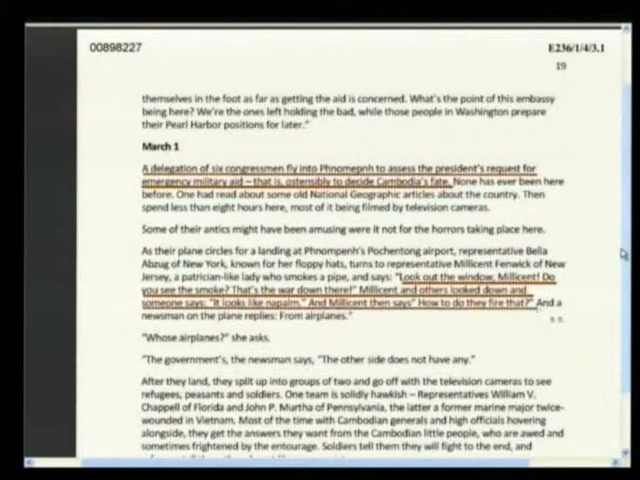 00898227
E236/1/4/3.1
19
themselves in the foot as far as getting the aid is concerned. What's the point of this embassy
being here? We're the ones left holding the bad, while those people in Washington prepare
their Pearl Harbor positions for later."
March 1
A delegation of six congressmen fly into Phnomepnh to assess the president's request for
emergency military aid – that is, ostensibly to decide Cambodia's fate. None has ever been here
before. One had read about some old National Geographic articles about the country. Then
spend less than eight hours here, most of it being filmed by television cameras.
Some of their antics might have been amusing were it not for the horrors taking place here.
As their plane circles for a landing at Phnompenh's Pochentong airport, representative Bella
Abzug of New York, known for her floppy hats, turns to representative Millicent Fenwick of New
Jersey, a patrician-like lady who smokes a pipe, and says: "Look out the window, Millicent! Do
you see the smoke? That's the war down there!" Millicent and others looked down and
someone says: "It looks like napalm." And Millicent then says" How to do they fire that?" And a
newsman on the plane replies: From airplanes."
"Whose airplanes?" she asks.
"The government's, the newsman says, "The other side does not have any."
After they land, they split up into groups of two and go off with the television cameras to see
refugees, peasants and soldiers. One team is solidly hawkish – Representatives William V.
Chappell of Florida and John P. Murtha of Pennsylvania, the latter a former marine major twice-
wounded in Vietnam. Most of the time with Cambodian generals and high officials hovering
alongside, they get the answers they want from the Cambodian little people, who are awed and
sometimes frightened by the entourage. Soldiers tell them they will fight to the end, and